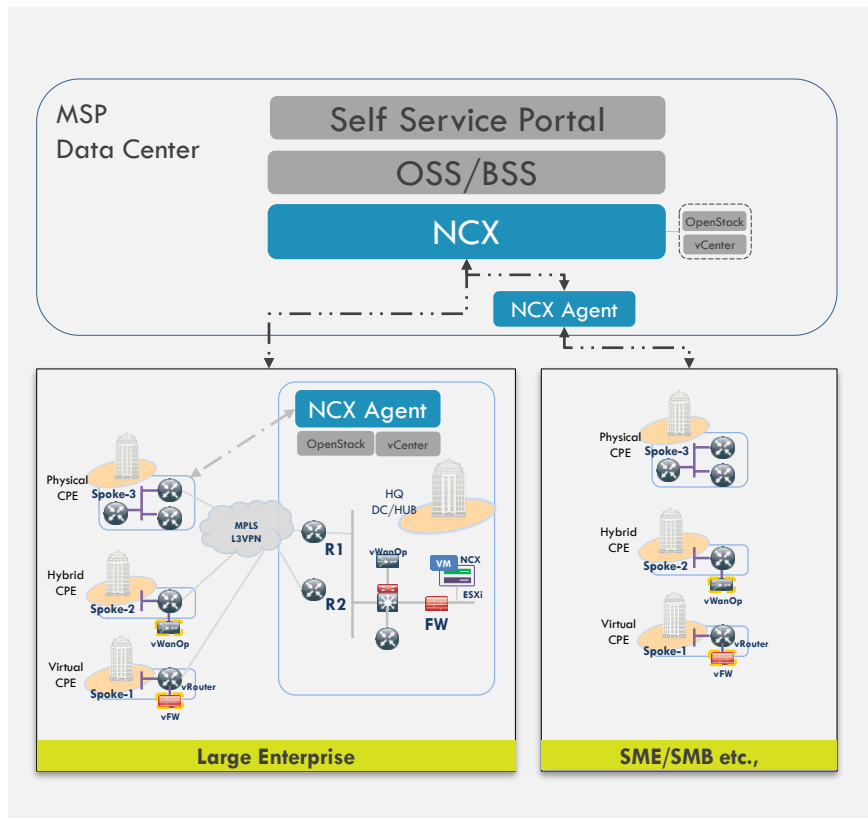 MSP
Data Center
Self Service Portal
OSS/BSS
NCX
OpenStack
vCenter
NCX Agent
NCX Agent
OpenStack
vCenter
Physical
CPE
Spoke-3
MPLS
L3VPN
HQ
DC/HUB
R1
vWanOp
VM
NCX
ESXi
Hybrid
CPE
Spoke-2
vWanOp
R2
FW
Virtual
CPE
Spoke-1
vRouter
vFW
Large Enterprise
Physical
CPE
Spoke-3
Hybrid
CPE
Spoke-2
vWanOp
Virtual
CPE
Spoke-1
vRouter
vFW
SME/SMB etc.,